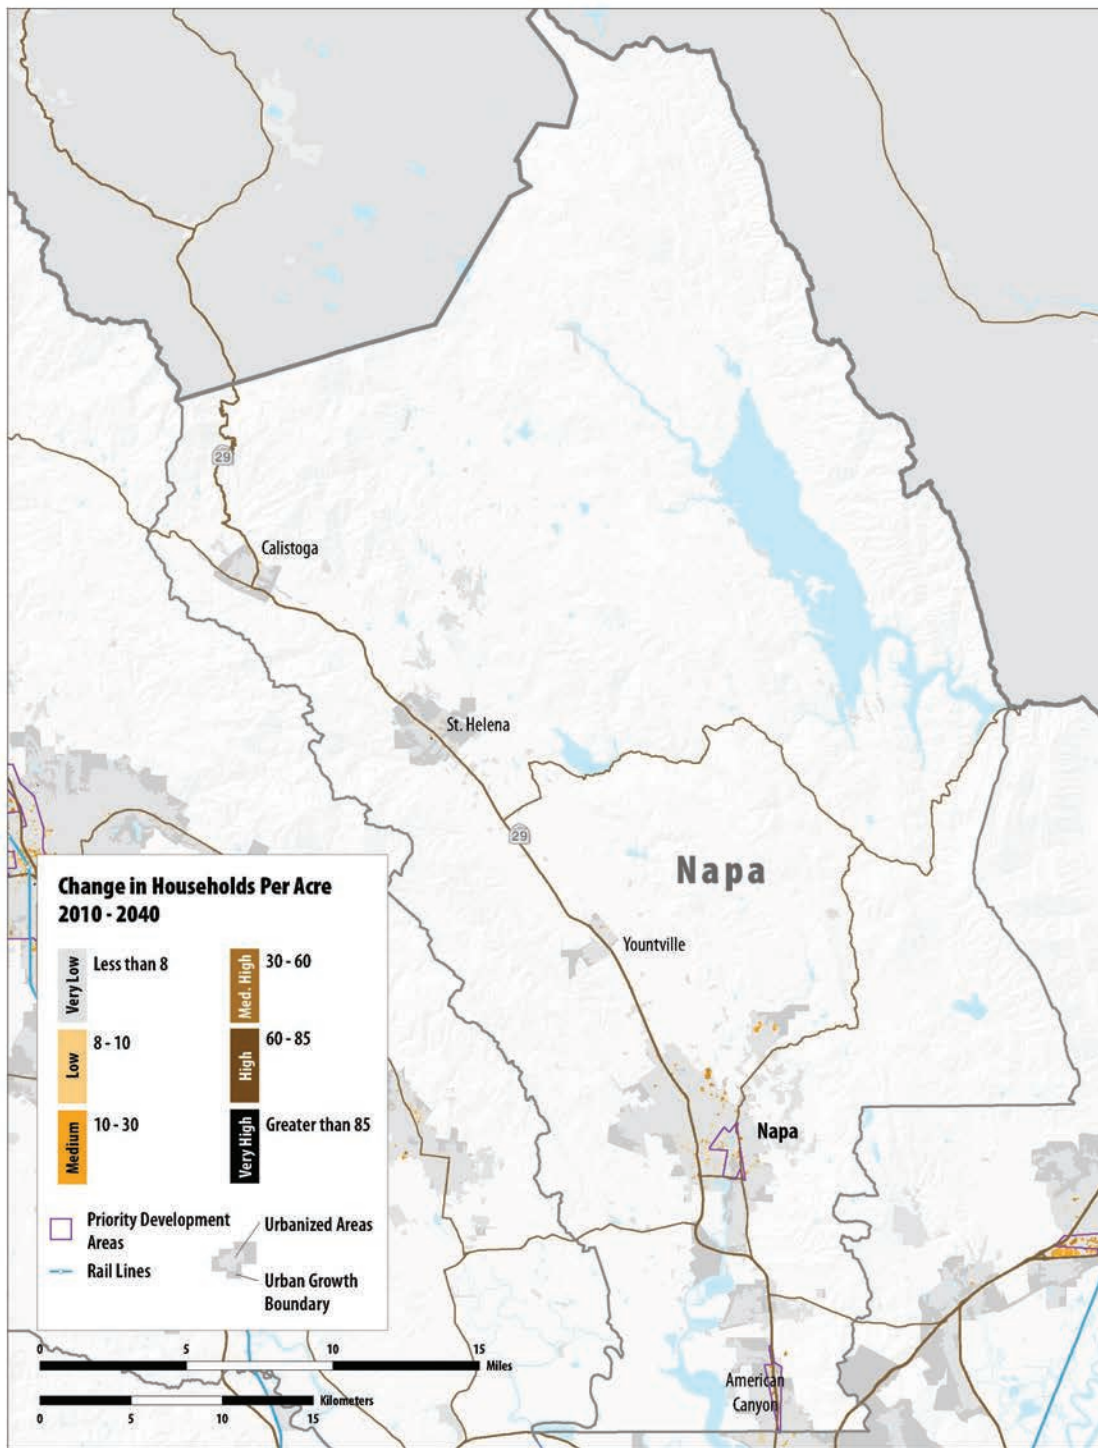 29
Calistoga
St. Helena
29
Napa
Yountville
Napa
American
Canyon
Change in Households Per Acre
2010 - 2040
Very Low
Less than 8
Low
8 - 10
Medium
10 - 30
Med. High
30 - 60
High
60 - 85
Very High
Greater than 85
Priority Development
Areas
Rail Lines
Urbanized Areas
Urban Growth
Boundary
0 5 10 15
Miles
Kilometers
0 5 10 15